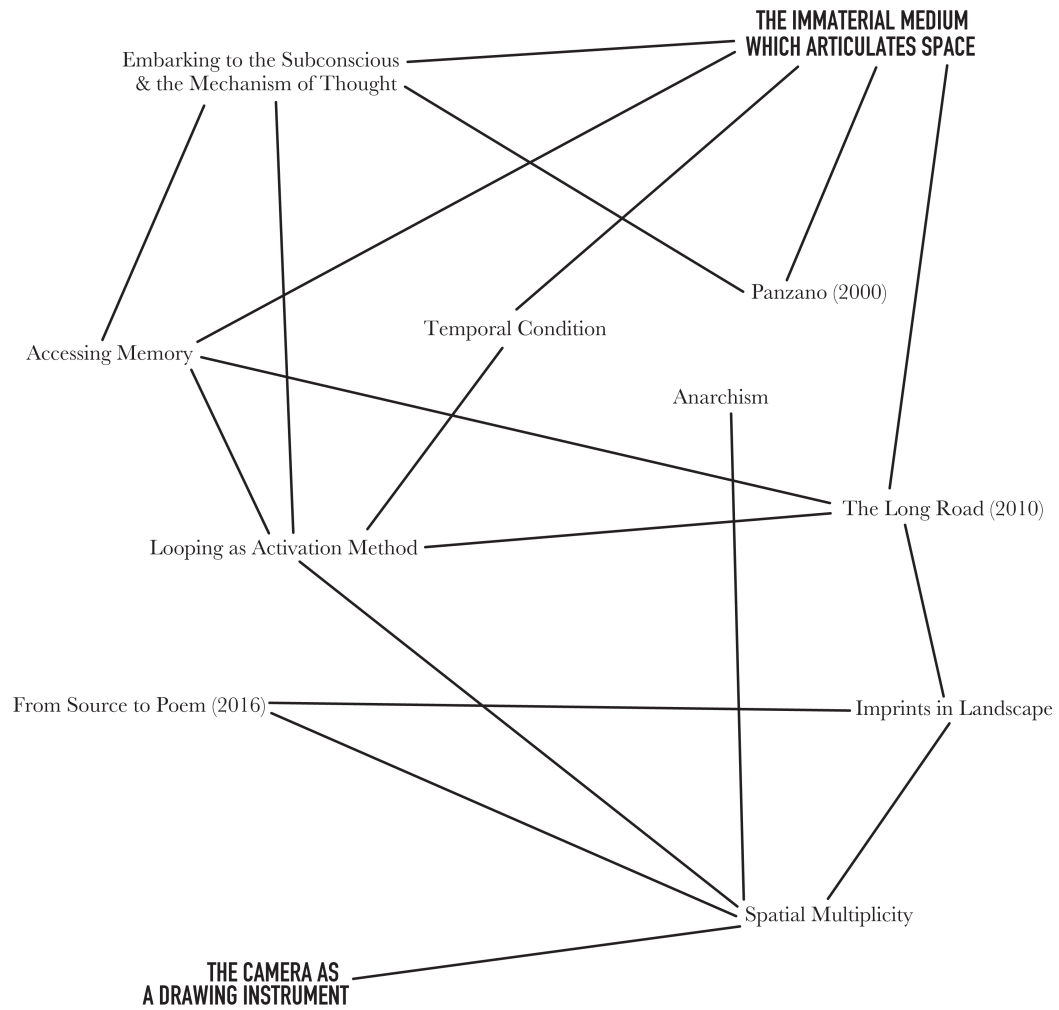 THE IMMATERIAL MEDIUM
WHICH ARTICULATES SPACE
Embarking to the Subconscious
& the Mechanism of Thought
Panzano (2000)
Temporal Condition
Accessing Memory
Anarchism
The Long Road (2010)
Looping as Activation Method
From Source to Poem (2016)
Imprints in Landscape
Spatial Multiplicity
THE CAMERA AS
A DRAWING INSTRUMENT